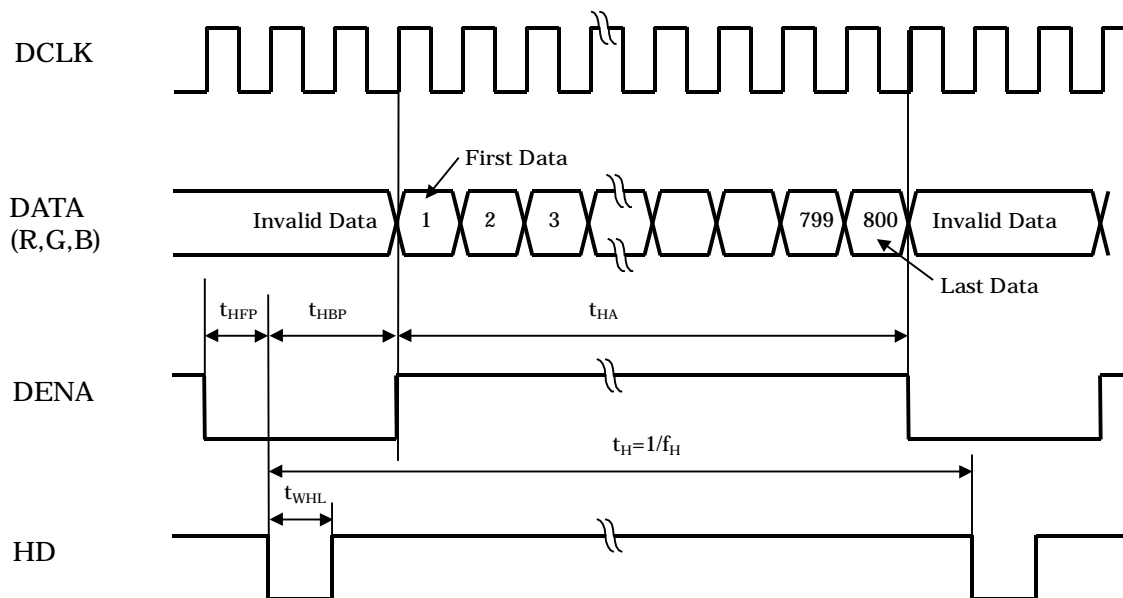 DCLK
First Data
DATA
(R,G,B)
Invalid Data 1 2 3 799 800 Invalid Data
Last Data
tHFP tHBP tHA
DENA
tH=1/fH
tWHL
HD